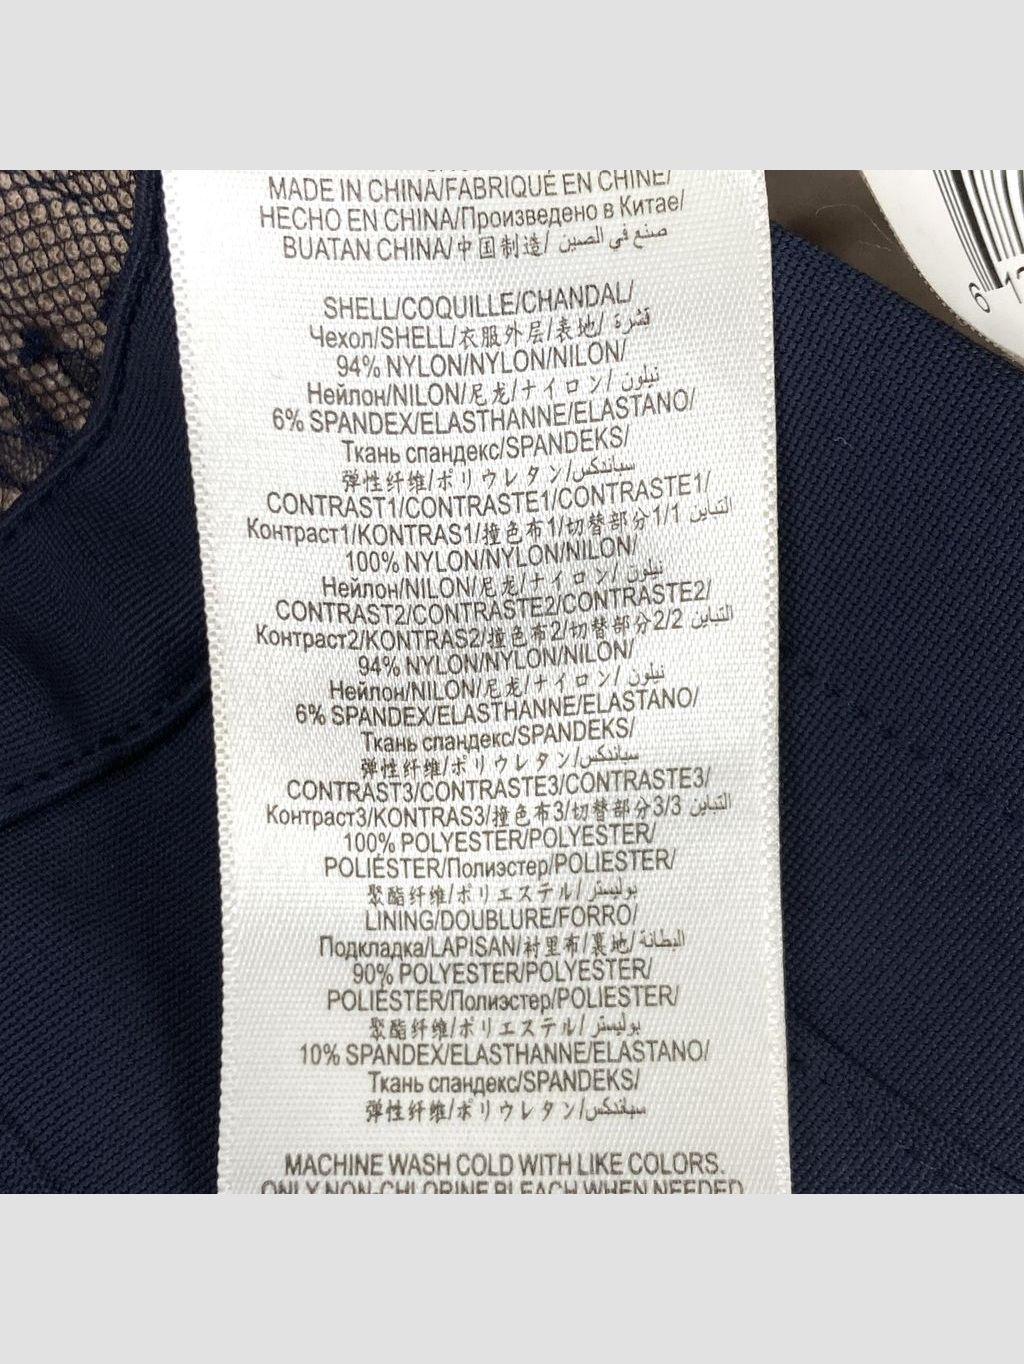 MADE IN CHINA/FABRIQUÉ EN CHINE/
HECHO EN CHINA/Произведено в Китае/
BUATAN CHINA/中国制造/ صنع في الصين
SHELL/COQUILLE/CHANDAL/
Чехол/SHELL/衣服外层/表地/ قشرة
94% NYLON/NYLON/NILON/
Нейлон/NILON/尼龙/ナイロン/ نيلون
6% SPANDEX/ELASTHANNE/ELASTANO/
Ткань спандекс/SPANDEKS/
弹性纤维/ポリウレタン/سباندكس
CONTRAST1/CONTRASTE1/CONTRASTE1/
Контраст1/KONTRAS1/撞色布1/切替部分1/1 التباين
100% NYLON/NYLON/NILON/
Нейлон/NILON/尼龙/ナイロン/ نيلون
CONTRAST2/CONTRASTE2/CONTRASTE2/
Контраст2/KONTRAS2/撞色布2/切替部分2/2 التباين
94% NYLON/NYLON/NILON/
Нейлон/NILON/尼龙/ナイロン/ نيلون
6% SPANDEX/ELASTHANNE/ELASTANO/
Ткань спандекс/SPANDEKS/
弹性纤维/ポリウレタン/سباندكس
CONTRAST3/CONTRASTE3/CONTRASTE3/
Контраст3/KONTRAS3/撞色布3/切替部分3/3 التباين
100% POLYESTER/POLYESTER/
POLIÉSTER/Полиэстер/POLIESTER/
聚酯纤维/ポリエステル/ بوليستر
LINING/DOUBLURE/FORRO/
Подкладка/LAPISAN/衬里布/裏地/البطانة
90% POLYESTER/POLYESTER/
POLIÉSTER/Полиэстер/POLIESTER/
聚酯纤维/ポリエステル/ بوليستر
10% SPANDEX/ELASTHANNE/ELASTANO/
Ткань спандекс/SPANDEKS/
弹性纤维/ポリウレタン/سباندكس
MACHINE WASH COLD WITH LIKE COLORS.
ONLY NON-CHLORINE BLEACH WHEN NEEDED
6